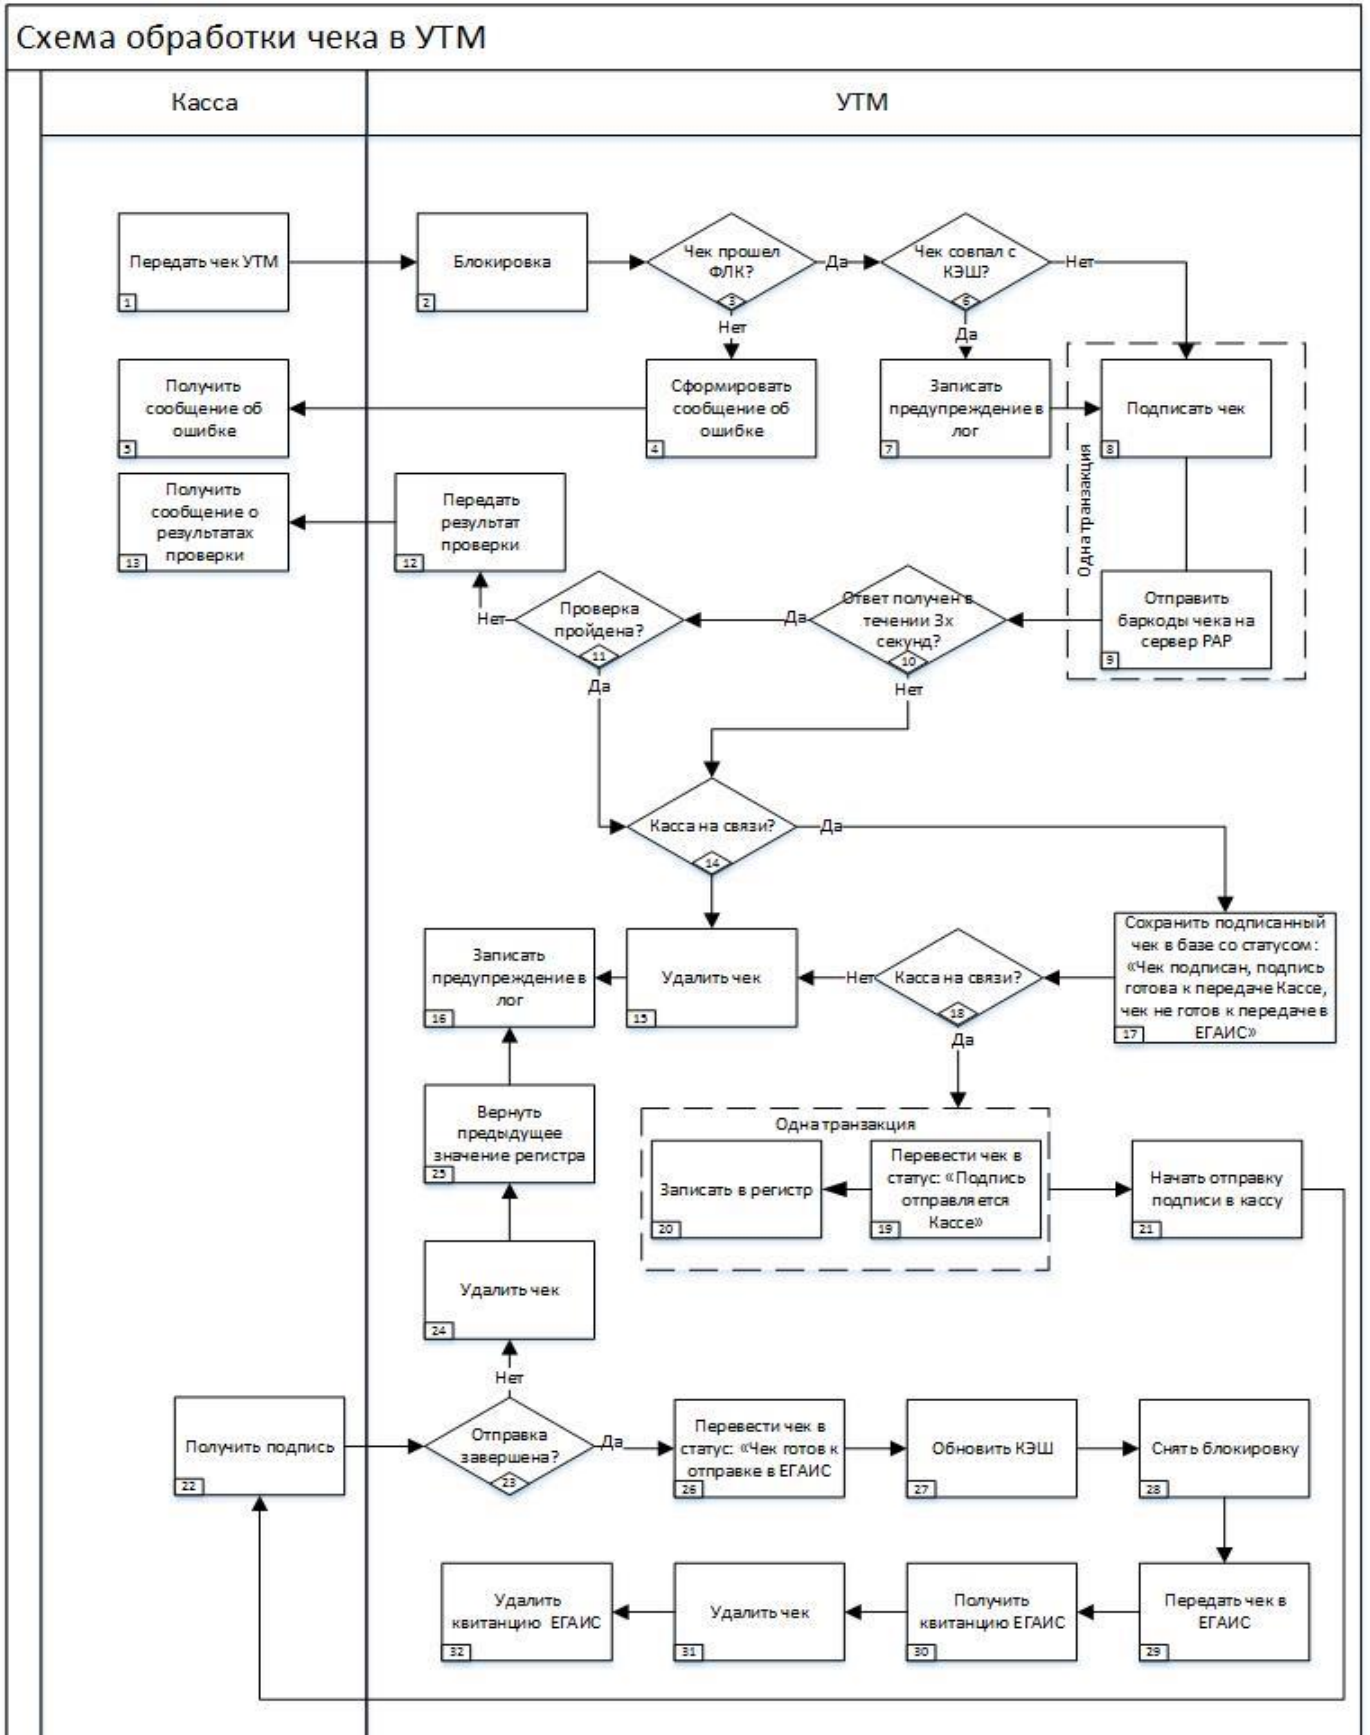 Схема обработки чека в УТМ
Касса
УТМ
Передать чек УТМ
1
Блокировка
2
Чек прошел
ФЛК?
3
Да
Чек совпал с
КЭШ?
6
Нет
Нет
Да
Получить
сообщение об
ошибке
5
Сформировать
сообщение об
ошибке
4
Записать
предупреждение в
лог
7
Подписать чек
8
Одна транзакция
Получить
сообщение о
результатах
проверки
13
Передать
результат
проверки
12
Нет
Проверка
пройдена?
11
Да
Ответ получен в
течении 3х
секунд?
10
Отправить
баркоды чека на
сервер РАР
9
Да
Нет
Касса на связи?
14
Да
Записать
предупреждение в
лог
16
Удалить чек
15
Нет
Касса на связи?
18
Сохранить подписанный
чек в базе со статусом:
«Чек подписан, подпись
готова к передаче Кассе,
чек не готов к передаче в
ЕГАИС»
17
Да
Вернуть
предыдущее
значение регистра
25
Одна транзакция
Записать в регистр
20
Перевести чек в
статус: «Подпись
отправляется
Кассе»
19
Начать отправку
подписи в кассу
21
Удалить чек
24
Нет
Получить подпись
22
Отправка
завершена?
23
Да
Перевести чек в
статус: «Чек готов к
отправке в ЕГАИС
26
Обновить КЭШ
27
Снять блокировку
28
Удалить
квитанцию ЕГАИС
32
Удалить чек
31
Получить
квитанцию ЕГАИС
30
Передать чек в
ЕГАИС
29